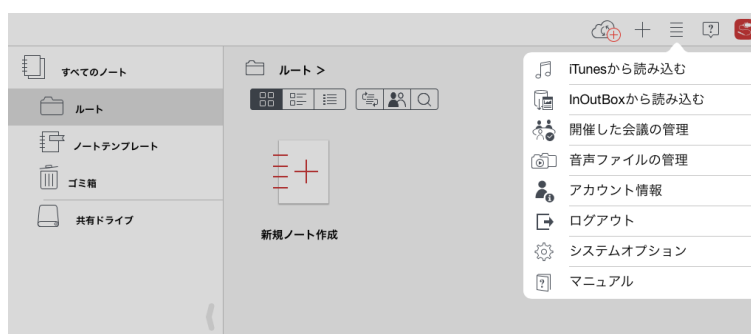 すべてのノート
ルート
ノートテンプレート
ゴミ箱
共有ドライブ
ルート >
新規ノート作成
iTunesから読み込む
InOutBoxから読み込む
開催した会議の管理
音声ファイルの管理
アカウント情報
ログアウト
システムオプション
マニュアル